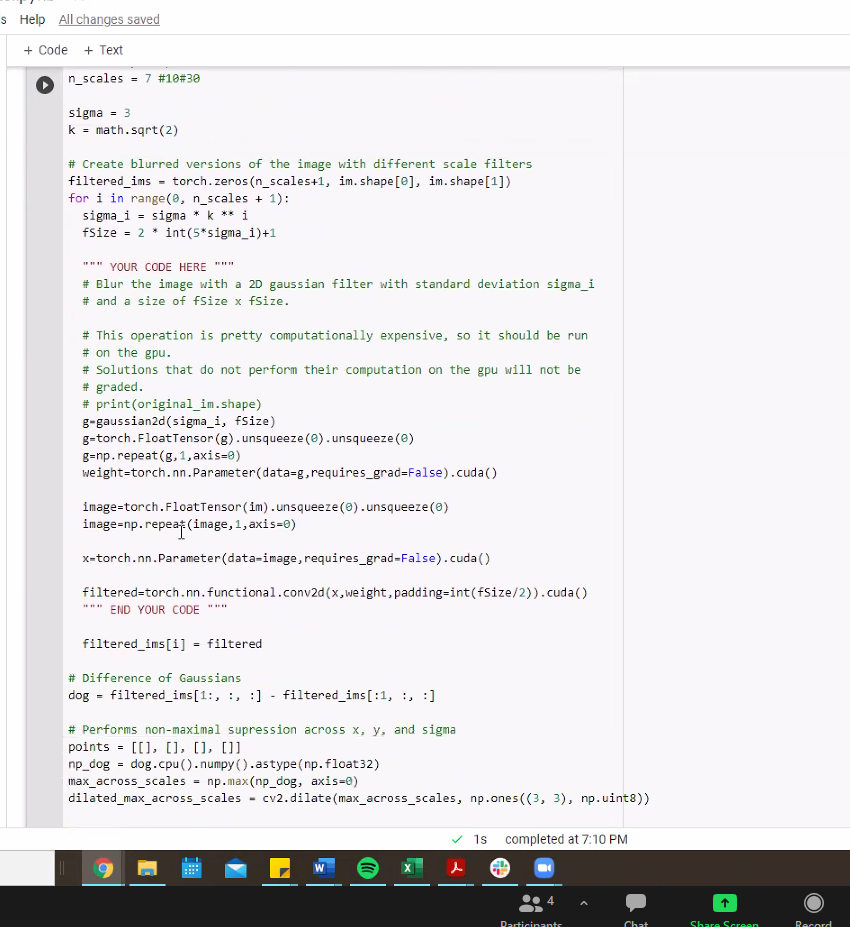 s Help All changes saved
+ Code + Text
n_scales = 7 #10#30
sigma = 3
k = math.sqrt(2)
# Create blurred versions of the image with different scale filters
filtered_ims = torch.zeros(n_scales+1, im.shape[0], im.shape[1])
for i in range(0, n_scales + 1):
sigma_i = sigma * k ** i
fSize = 2 * int(5*sigma_i)+1
""" YOUR CODE HERE """
# Blur the image with a 2D gaussian filter with standard deviation sigma_i
# and a size of fSize x fSize.
# This operation is pretty computationally expensive, so it should be run
# on the gpu.
# Solutions that do not perform their computation on the gpu will not be
# graded.
# print(original_im.shape)
g=gaussian2d(sigma_i, fSize)
g=torch.FloatTensor(g).unsqueeze(0).unsqueeze(0)
g=np.repeat(g,1,axis=0)
weight=torch.nn.Parameter(data=g,requires_grad=False).cuda()
image=torch.FloatTensor(im).unsqueeze(0).unsqueeze(0)
image=np.repeat(image,1,axis=0)
x=torch.nn.Parameter(data=image,requires_grad=False).cuda()
filtered=torch.nn.functional.conv2d(x,weight,padding=int(fSize/2)).cuda()
""" END YOUR CODE """
filtered_ims[i] = filtered
# Difference of Gaussians
dog = filtered_ims[1:, :, :] - filtered_ims[:1, :, :]
# Performs non-maximal supression across x, y, and sigma
points = [[], [], [], []]
np_dog = dog.cpu().numpy().astype(np.float32)
max_across_scales = np.max(np_dog, axis=0)
dilated_max_across_scales = cv2.dilate(max_across_scales, np.ones((3, 3), np.uint8))
1s completed at 7:10 PM
4
Participants Chat Share Screen Record